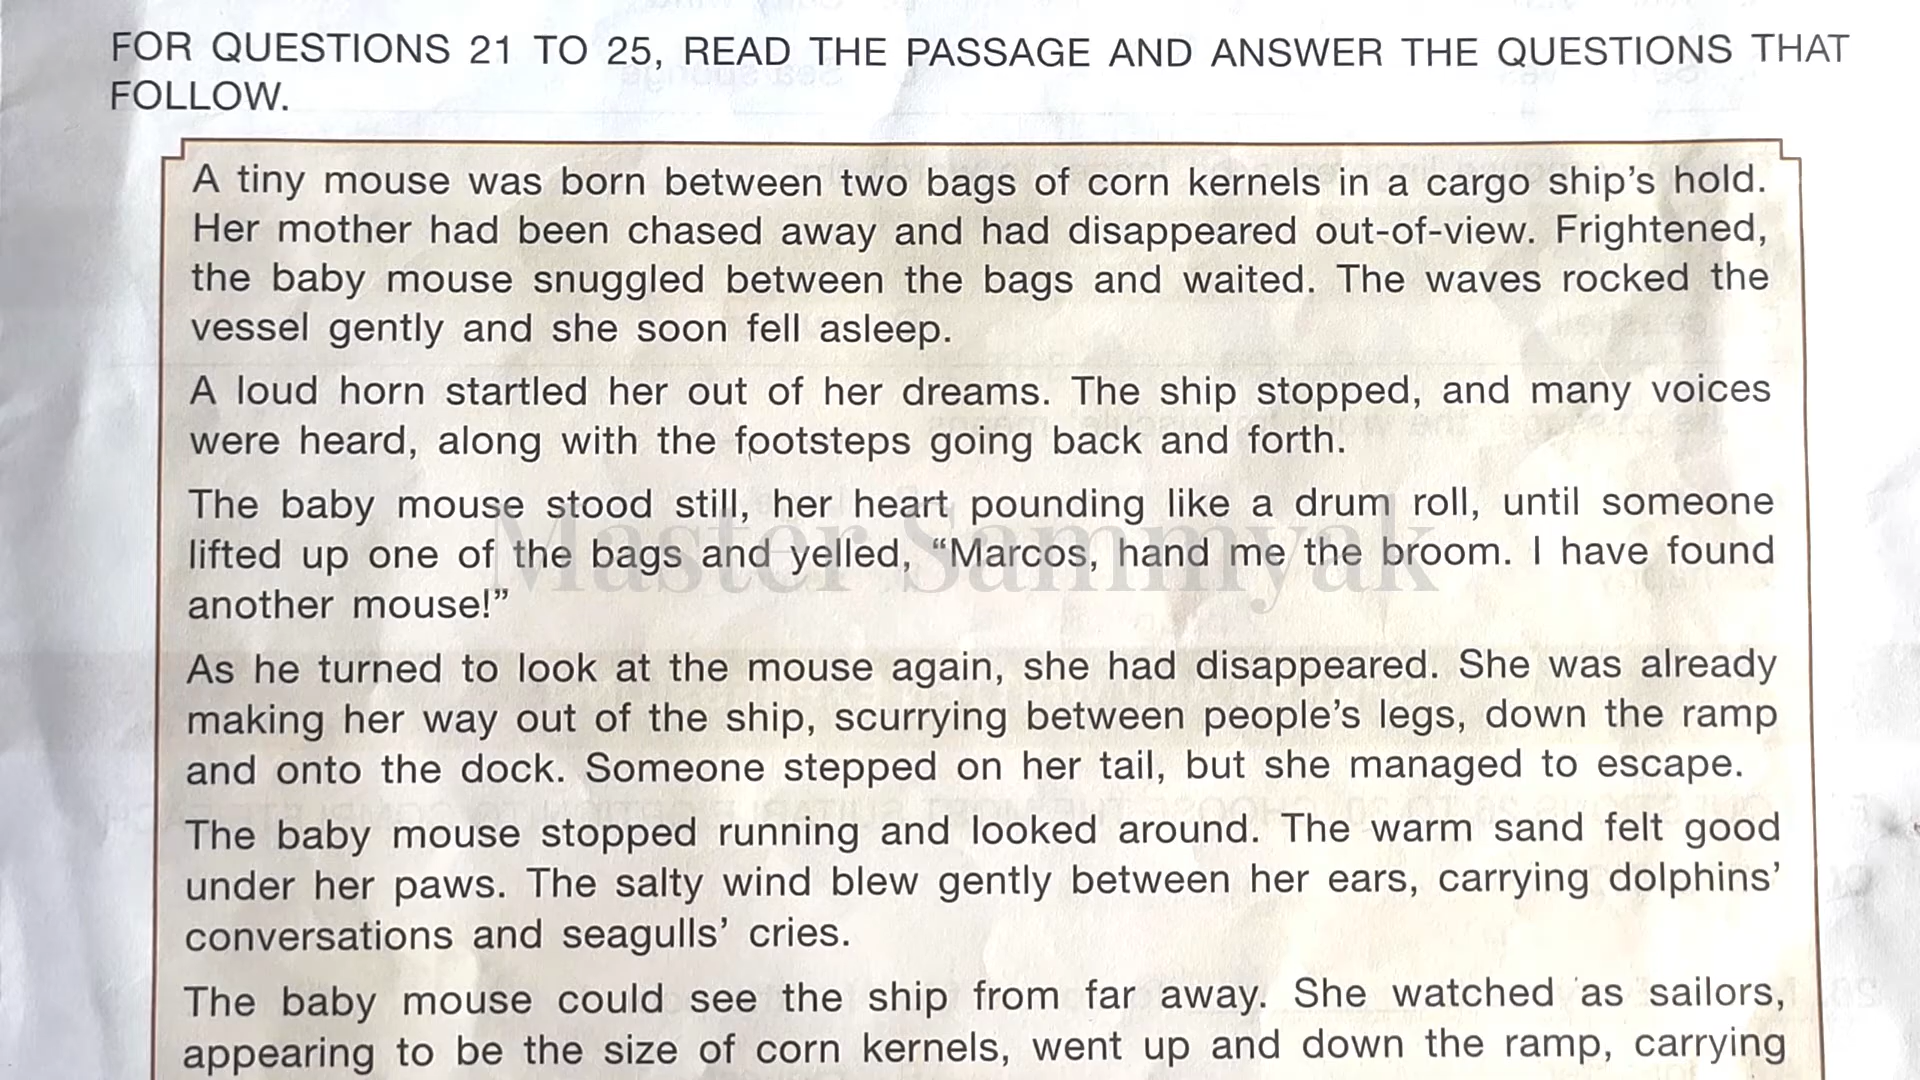 FOR QUESTIONS 21 TO 25, READ THE PASSAGE AND ANSWER THE QUESTIONS THAT
FOLLOW.
A tiny mouse was born between two bags of corn kernels in a cargo ship’s hold.
Her mother had been chased away and had disappeared out-of-view. Frightened,
the baby mouse snuggled between the bags and waited. The waves rocked the
vessel gently and she soon fell asleep.
A loud horn startled her out of her dreams. The ship stopped, and many voices
were heard, along with the footsteps going back and forth.
The baby mouse stood still, her heart pounding like a drum roll, until someone
lifted up one of the bags and yelled, “Marcos, hand me the broom. I have found
another mouse!”
Master Sammyak
As he turned to look at the mouse again, she had disappeared. She was already
making her way out of the ship, scurrying between people’s legs, down the ramp
and onto the dock. Someone stepped on her tail, but she managed to escape.
The baby mouse stopped running and looked around. The warm sand felt good
under her paws. The salty wind blew gently between her ears, carrying dolphins’
conversations and seagulls’ cries.
The baby mouse could see the ship from far away. She watched as sailors,
appearing to be the size of corn kernels, went up and down the ramp, carrying